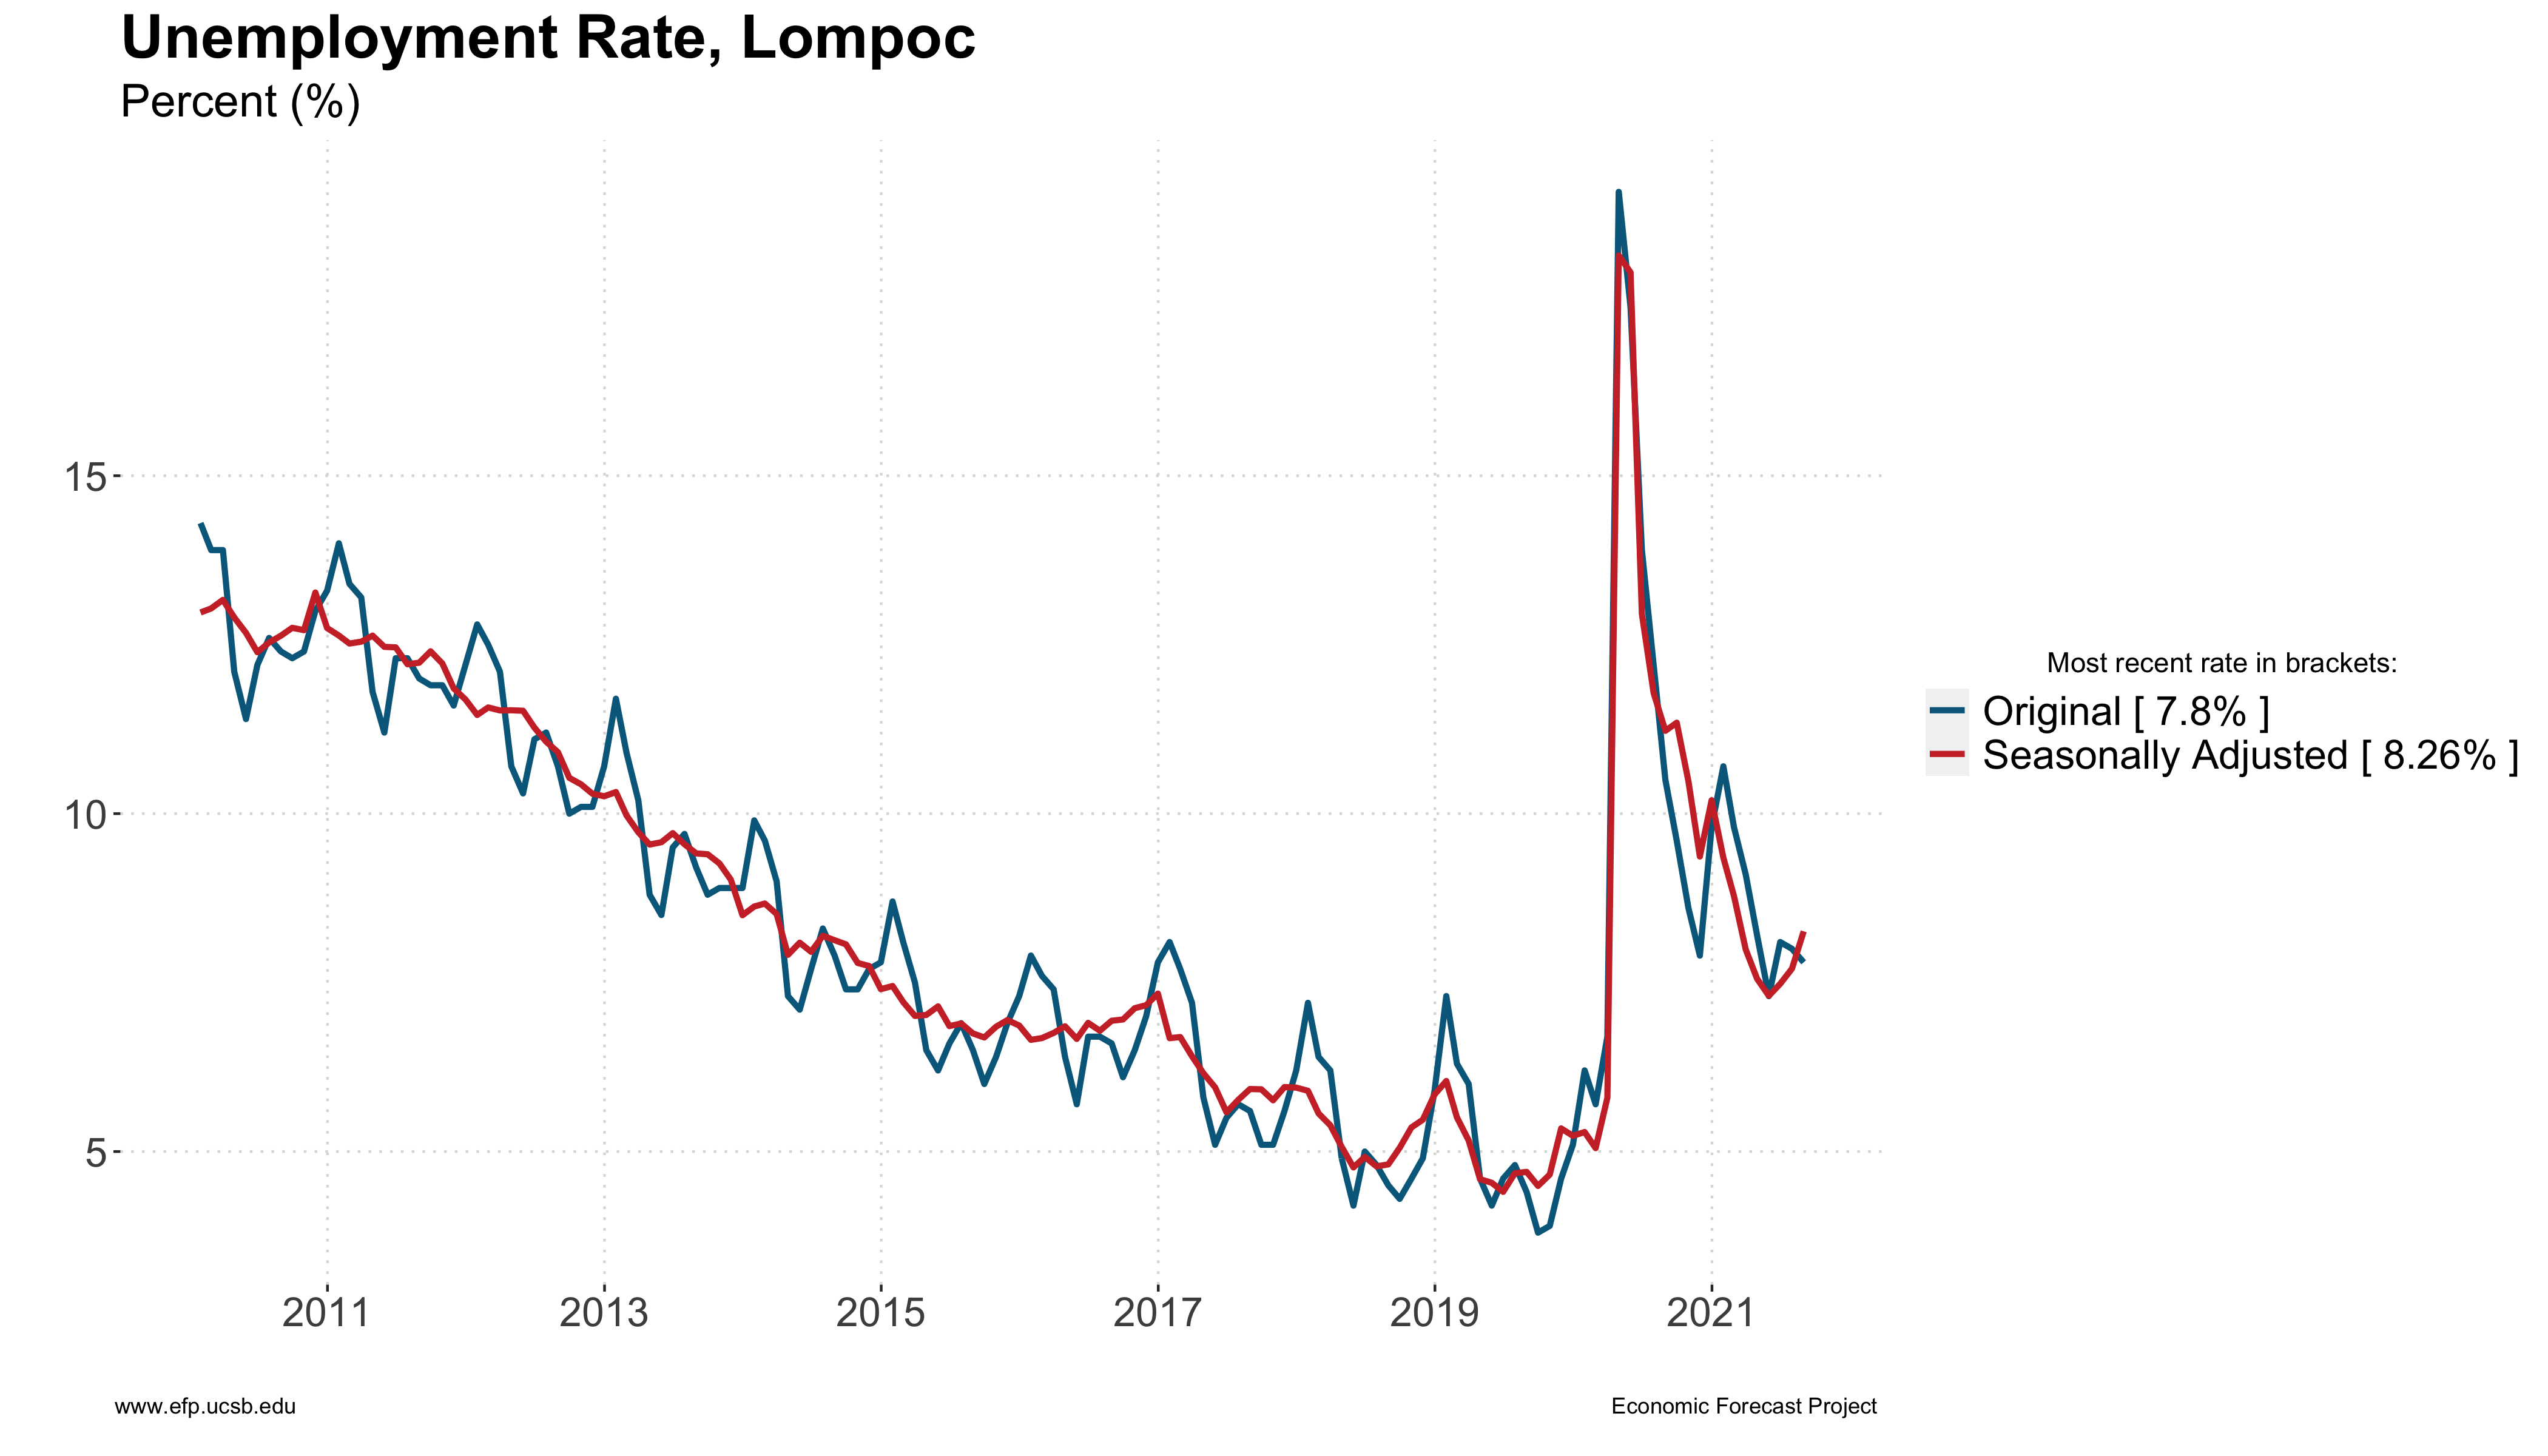 Unemployment Rate, Lompoc
Percent (%)
15
10
5
2011
2013
2015
2017
2019
2021
Most recent rate in brackets:
Original [ 7.8% ]
Seasonally Adjusted [ 8.26% ]
www.efp.ucsb.edu
Economic Forecast Project